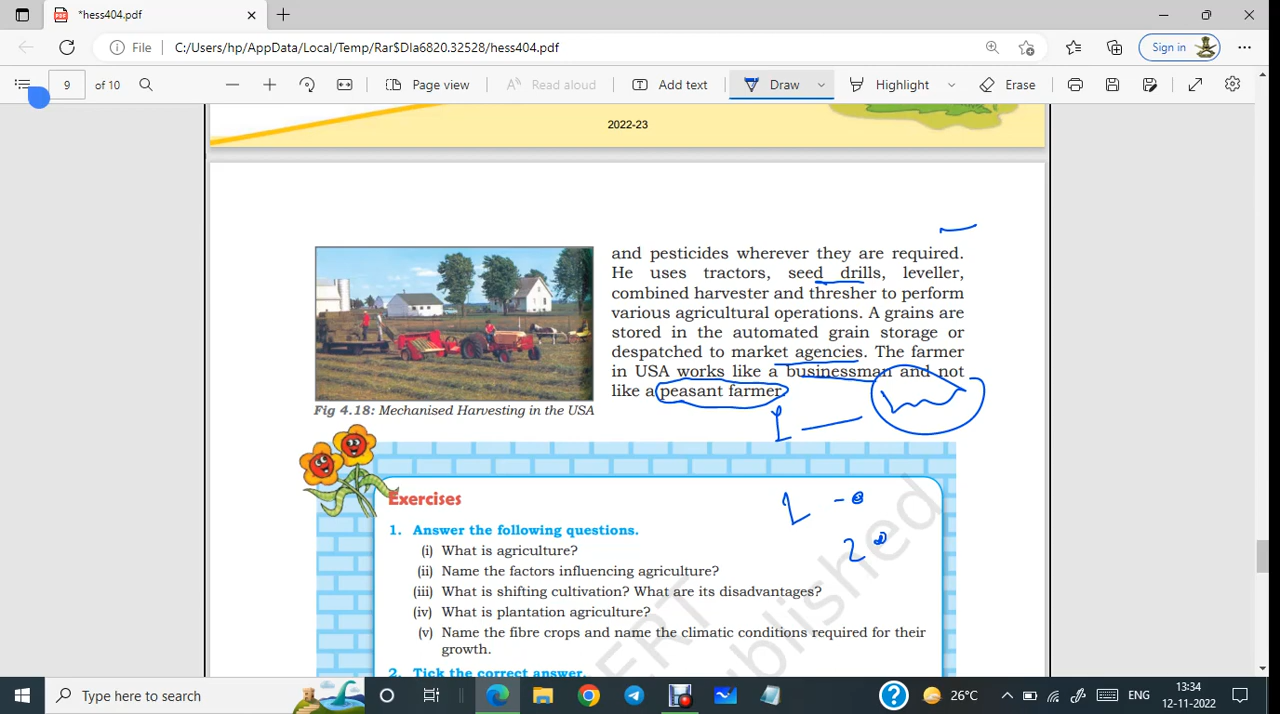 *hess404.pdf
File
C:/Users/hp/AppData/Local/Temp/Rar$DIa6820.32528/hess404.pdf
Sign in
9 of 10
Page view
Read aloud
Add text
Draw
Highlight
Erase
2022-23
and pesticides wherever they are required.
He uses tractors, seed drills, leveller,
combined harvester and thresher to perform
various agricultural operations. A grains are
stored in the automated grain storage or
despatched to market agencies. The farmer
in USA works like a businessman and not
like a peasant farmer.
Fig 4.18: Mechanised Harvesting in the USA
Exercises
1. Answer the following questions.
(i) What is agriculture?
(ii) Name the factors influencing agriculture?
(iii) What is shifting cultivation? What are its disadvantages?
(iv) What is plantation agriculture?
(v) Name the fibre crops and name the climatic conditions required for their
growth.
2. Tick the correct answer.
Type here to search
26°C
ENG
13:34
12-11-2022